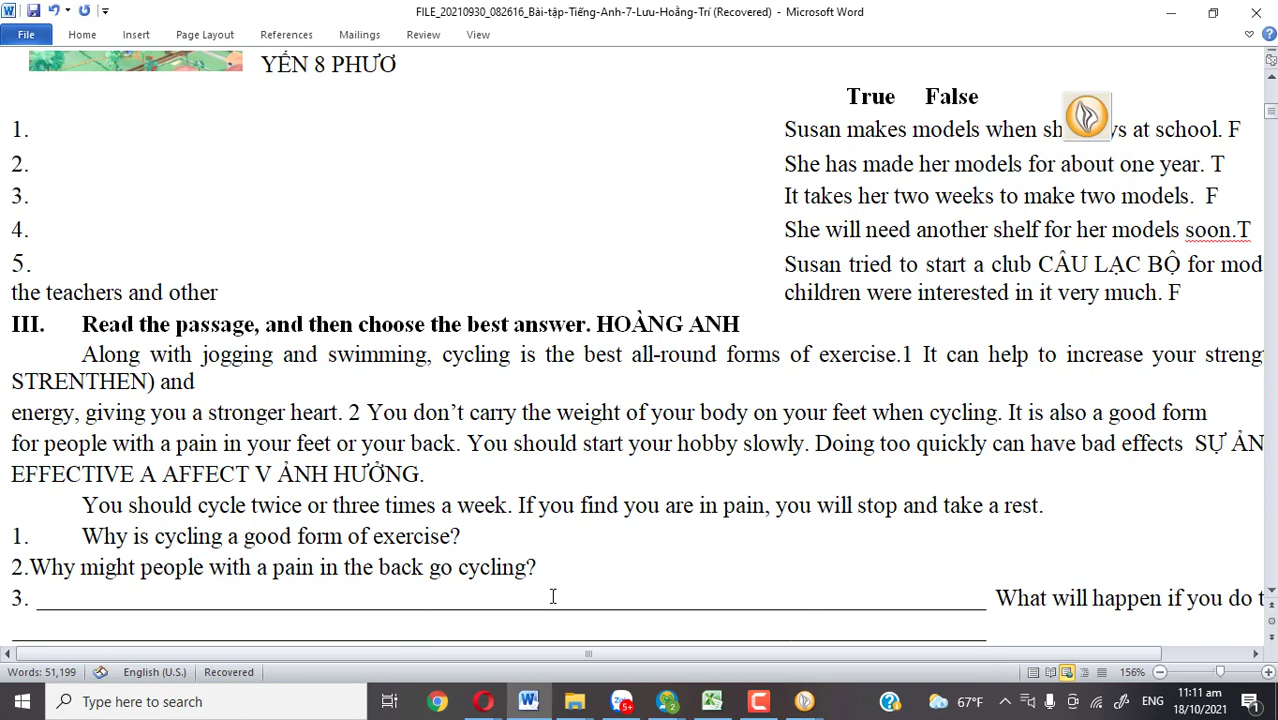 FILE_20210930_082616_Bài-tập-Tiếng-Anh-7-Lưu-Hoằng-Trí (Recovered) - Microsoft Word
File Home Insert Page Layout References Mailings Review View
YẾN 8 PHƯƠ
True False
1. Susan makes models when at school. F
2. She has made her models for about one year. T
3. It takes her two weeks to make two models. F
4. She will need another shelf for her models soon.T
5. Susan tried to start a club CÂU LẠC BỘ for mod
the teachers and other children were interested in it very much. F
III. Read the passage, and then choose the best answer. HOÀNG ANH
Along with jogging and swimming, cycling is the best all-round forms of exercise.1 It can help to increase your streng
STRENTHEN) and
energy, giving you a stronger heart. 2 You don’t carry the weight of your body on your feet when cycling. It is also a good form
for people with a pain in your feet or your back. You should start your hobby slowly. Doing too quickly can have bad effects SỰ ẢN
EFFECTIVE A AFFECT V ẢNH HƯỞNG.
You should cycle twice or three times a week. If you find you are in pain, you will stop and take a rest.
1. Why is cycling a good form of exercise?
2.Why might people with a pain in the back go cycling?
3. What will happen if you do t
Words: 51,199 English (U.S.) Recovered 156%
Type here to search 67°F ENG 11:11 am
18/10/2021